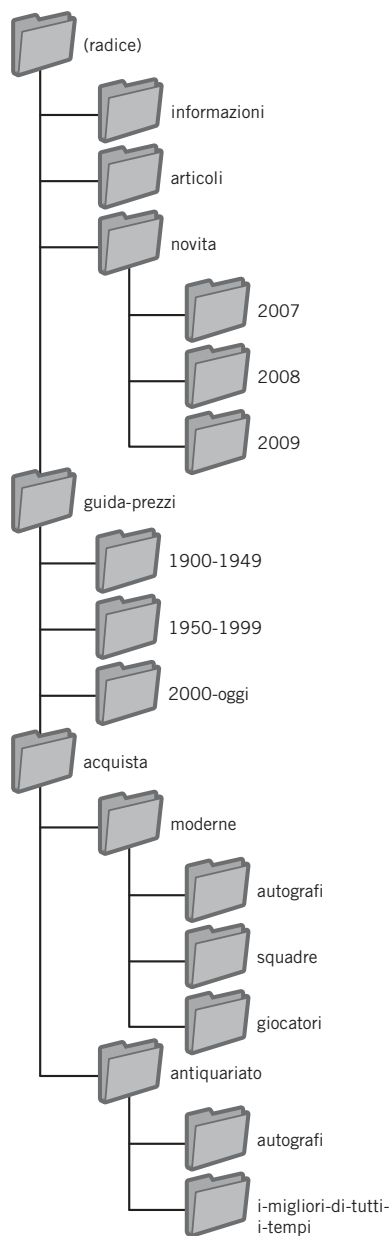 (radice)
informazioni
articoli
novita
2007
2008
2009
guida-prezzi
1900-1949
1950-1999
2000-oggi
acquista
moderne
autografi
squadre
giocatori
antiquariato
autografi
i-migliori-di-tutti-
i-tempi